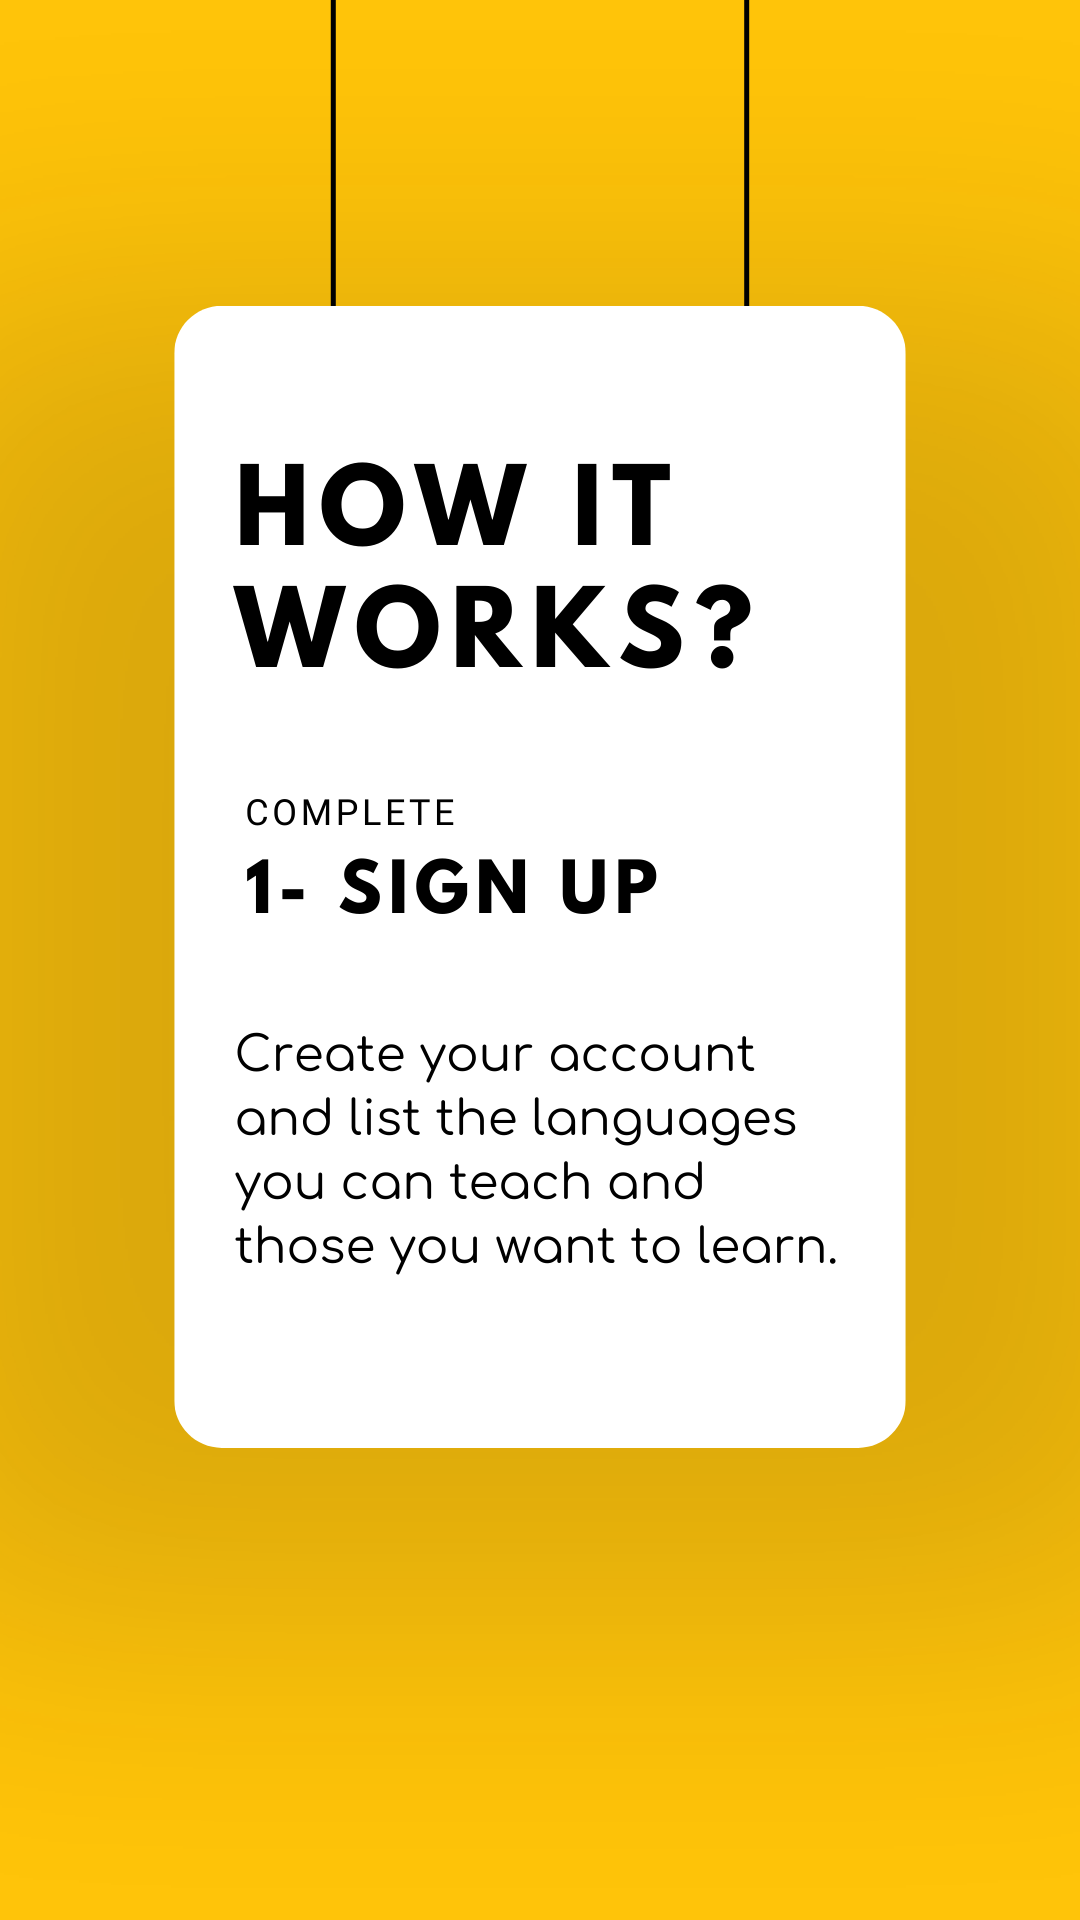 HOW IT
WORKS?
COMPLETE
1- SIGN UP
Create your account
and list the languages
you can teach and
those you want to learn.